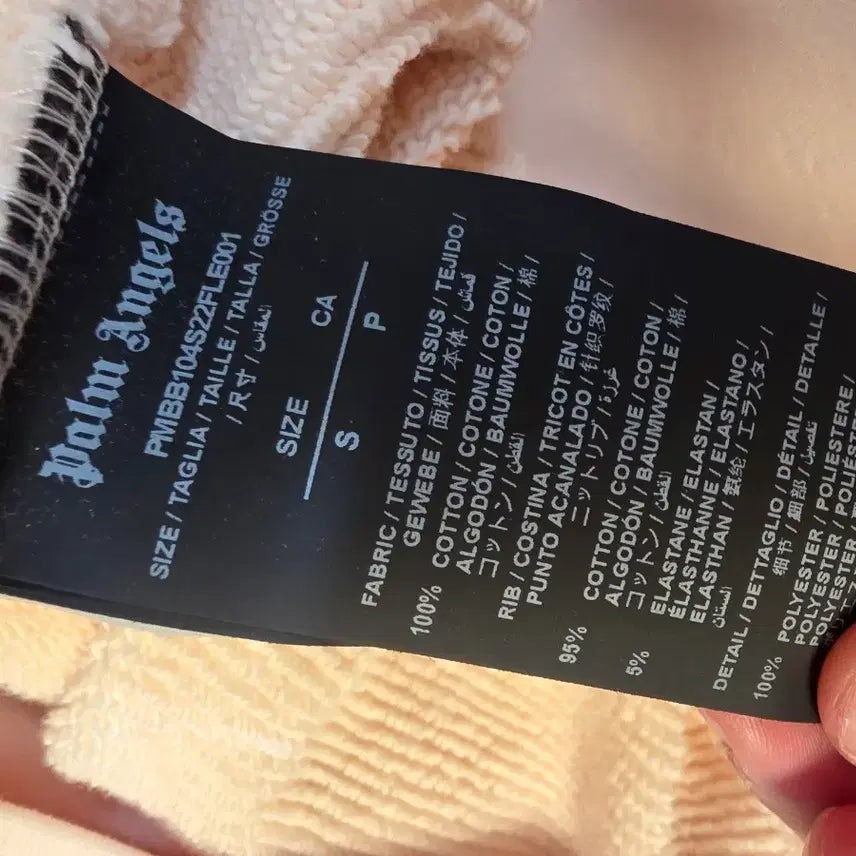 Palm Angels
PMBB104S22FLE001
SIZE / TAGLIA / TAILLE / TALLA / GRÖSSE
/ 尺寸 / المقاس
SIZE CA
S P
FABRIC / TESSUTO / TISSUS / TEJIDO /
GEWEBE / 面料 / 本体 / قماش
100% COTTON / COTONE / COTON /
ALGODÓN / BAUMWOLLE / 棉 /
コットン / القطن
RIB / COSTINA / TRICOT EN CÔTES /
PUNTO ACANALADO / 针织罗纹 /
ニットリブ / غرزة
95% COTTON / COTONE / COTON /
ALGODÓN / BAUMWOLLE / 棉 /
コットン / القطن
5% ELASTANE / ELASTAN /
ÉLASTHANNE / ELASTANO /
ELASTHAN / 氨纶 / エラスタン /
DETAIL / DETTAGLIO / DÉTAIL / DETALLE /
细节 / 細部 / تفصيل
100% POLYESTER / POLIESTERE /
POLYESTER / POLIÉSTER
POLYESTER